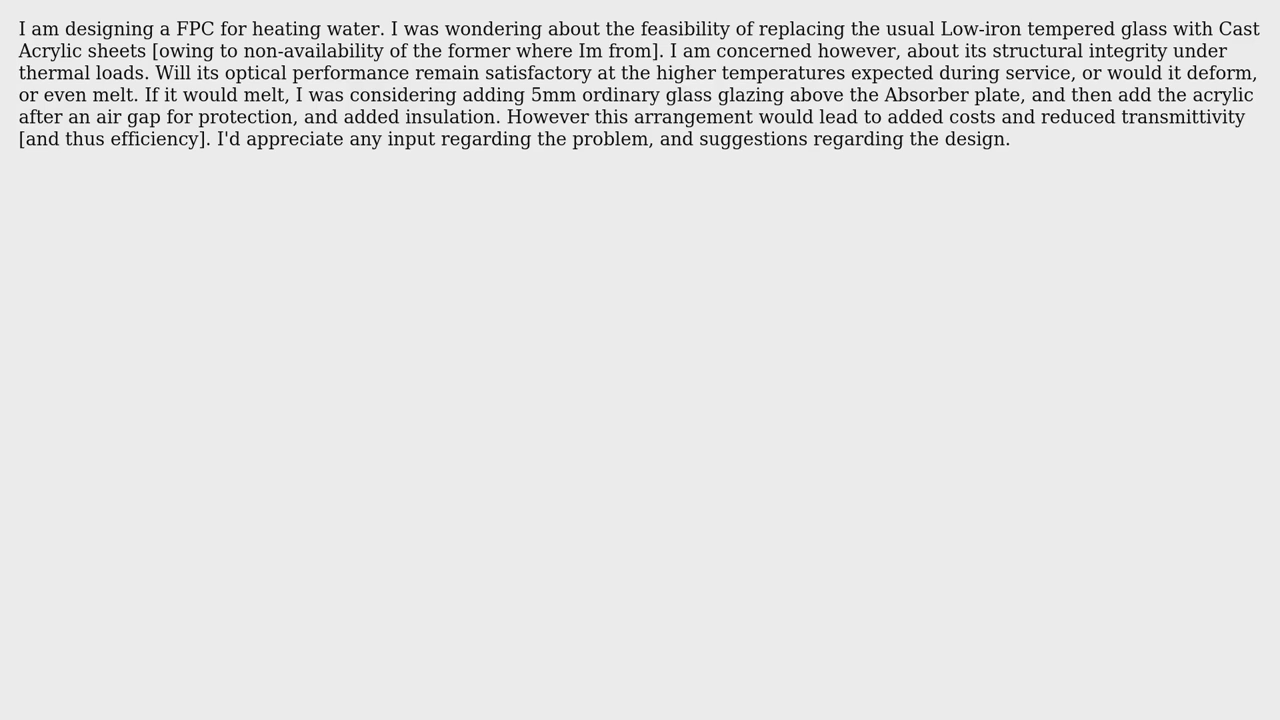 I am designing a FPC for heating water. I was wondering about the feasibility of replacing the usual Low-iron tempered glass with Cast
Acrylic sheets [owing to non-availability of the former where Im from]. I am concerned however, about its structural integrity under
thermal loads. Will its optical performance remain satisfactory at the higher temperatures expected during service, or would it deform,
or even melt. If it would melt, I was considering adding 5mm ordinary glass glazing above the Absorber plate, and then add the acrylic
after an air gap for protection, and added insulation. However this arrangement would lead to added costs and reduced transmittivity
[and thus efficiency]. I'd appreciate any input regarding the problem, and suggestions regarding the design.